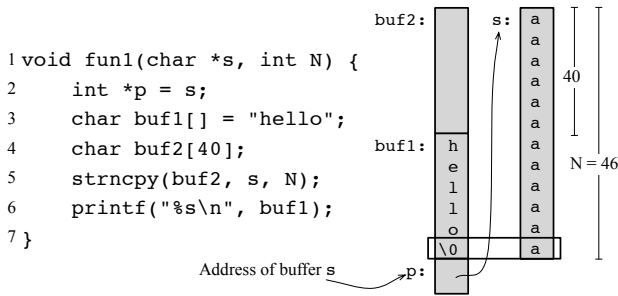 1 void fun1(char *s, int N) {
2 int *p = s;
3 char buf1[] = "hello";
4 char buf2[40];
5 strncpy(buf2, s, N);
6 printf("%s\n", buf1);
7 }
Address of buffer s
buf2:
buf1:
h
e
l
l
o
\0
p:
s:
a
a
a
a
a
a
a
a
a
a
a
a
40
N = 46